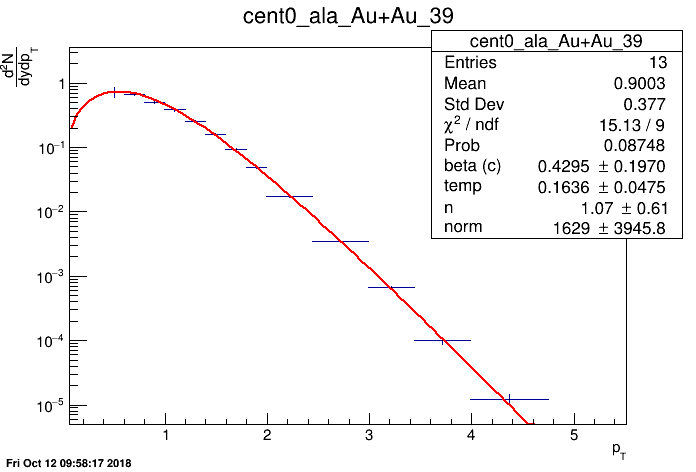 cent0_ala_Au+Au_39
d²N
dydp_T
cent0_ala_Au+Au_39
Entries 13
Mean 0.9003
Std Dev 0.377
χ² / ndf 15.13 / 9
Prob 0.08748
beta (c) 0.4295 ± 0.1970
temp 0.1636 ± 0.0475
n 1.07 ± 0.61
norm 1629 ± 3945.8
1
10⁻¹
10⁻²
10⁻³
10⁻⁴
10⁻⁵
1 2 3 4 5
p_T
Fri Oct 12 09:58:17 2018